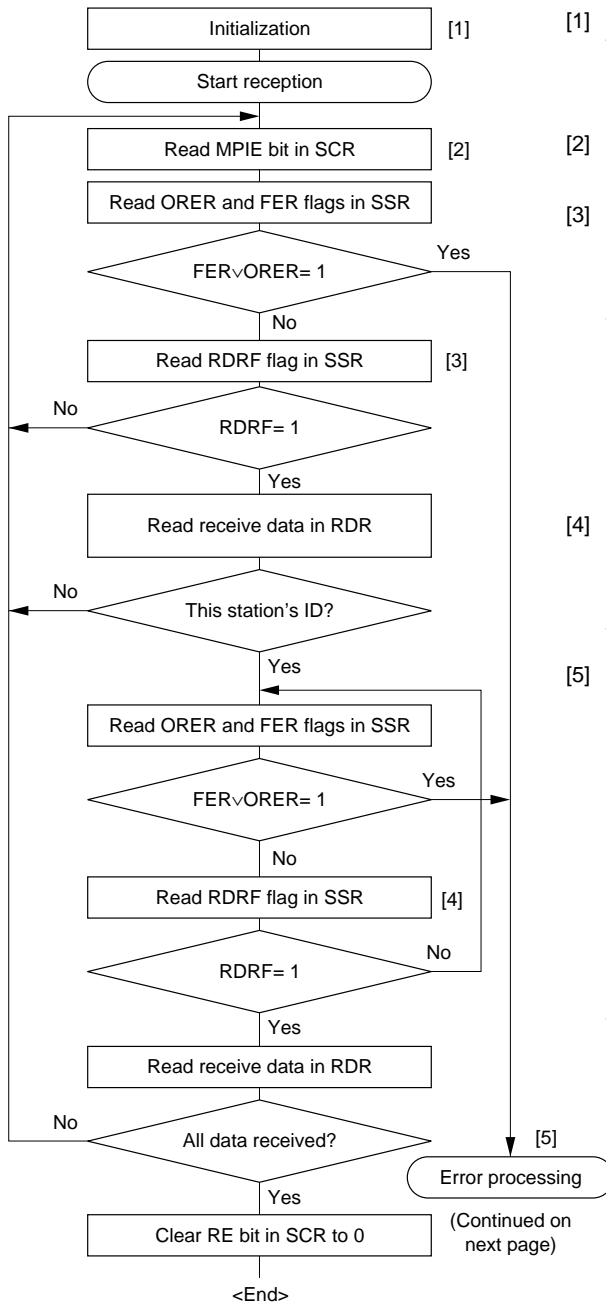 Initialization [1] [1]
Start reception
Read MPIE bit in SCR [2] [2]
Read ORER and FER flags in SSR [3]
Yes
FER∨ORER= 1
No
Read RDRF flag in SSR [3]
No
RDRF= 1
Yes
Read receive data in RDR [4]
No
This station's ID?
Yes
[5]
Read ORER and FER flags in SSR
Yes
FER∨ORER= 1
No
Read RDRF flag in SSR [4]
No
RDRF= 1
Yes
Read receive data in RDR
No
All data received?
[5]
Error processing
Yes
(Continued on
next page)
Clear RE bit in SCR to 0
<End>